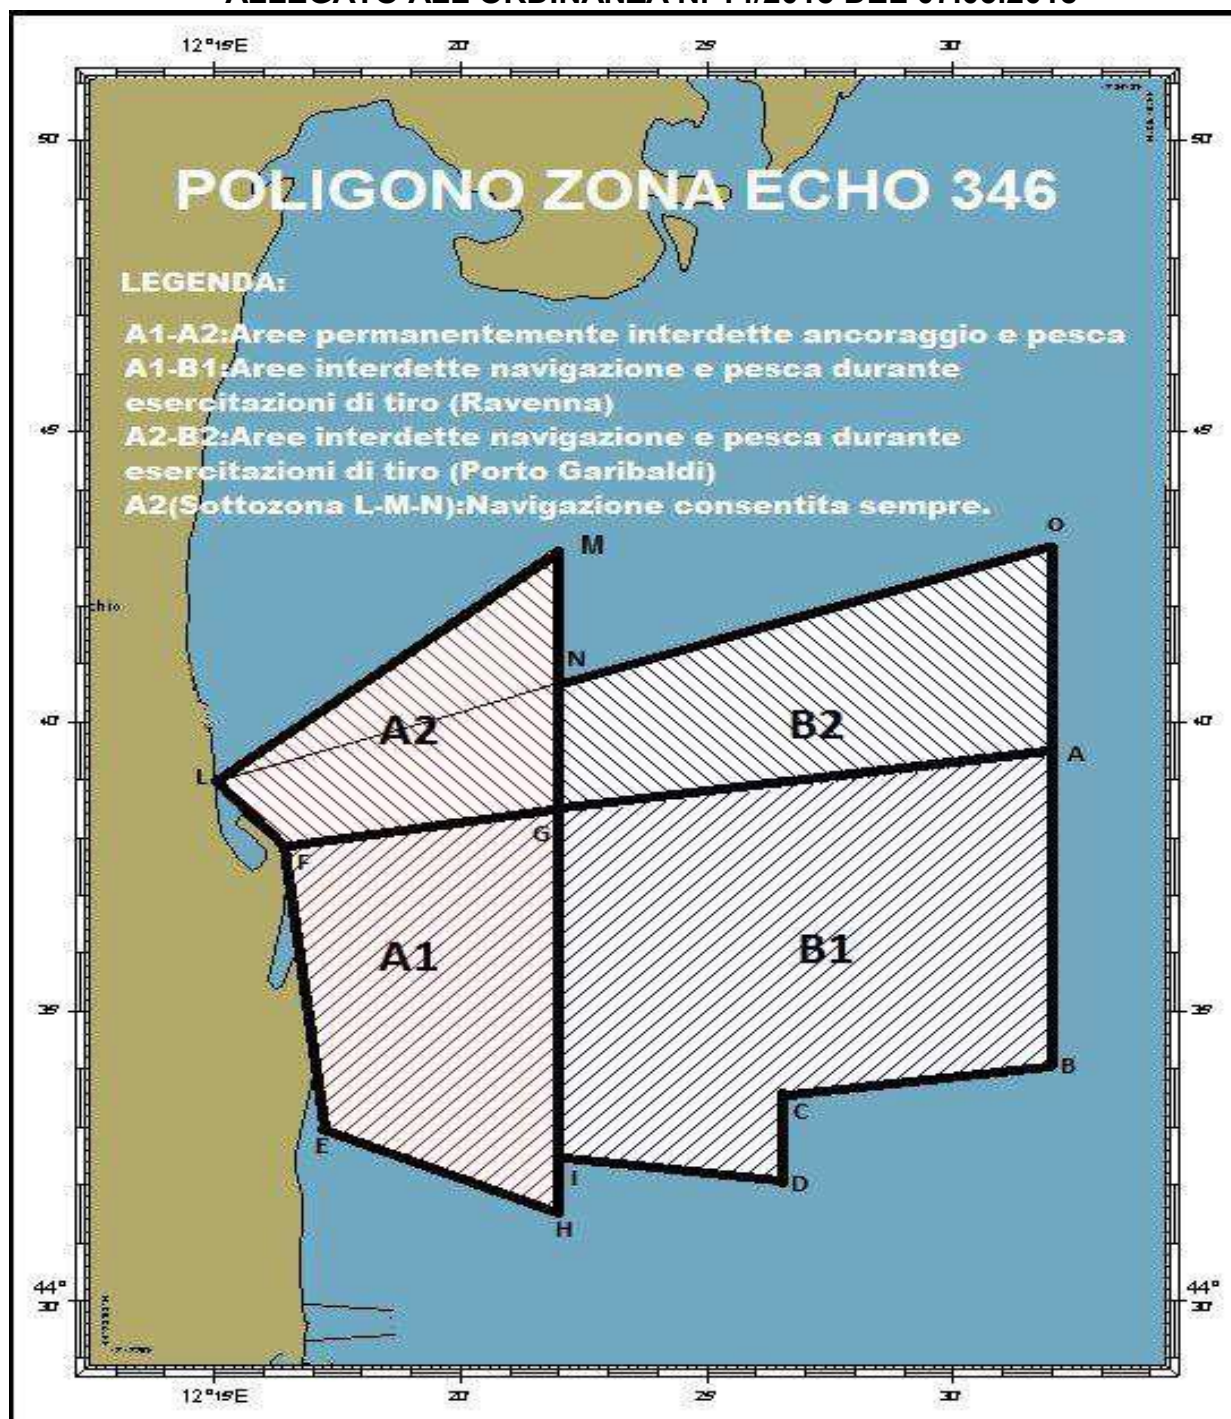 12°15'E 20' 25' 30'
50' 50'
POLIGONO ZONA ECHO 346
LEGENDA:
A1-A2:Aree permanentemente interdette ancoraggio e pesca
A1-B1:Aree interdette navigazione e pesca durante
esercitazioni di tiro (Ravenna)
45' 45'
A2-B2:Aree interdette navigazione e pesca durante
esercitazioni di tiro (Porto Garibaldi)
A2(Sottozona L-M-N):Navigazione consentita sempre.
O
M
chio
N
40' 40'
A2 B2
A
L
G
F
A1 B1
35' 35'
B
C
E
I
D
H
44° 44°
30' 30'
12°15'E 20' 25' 30'